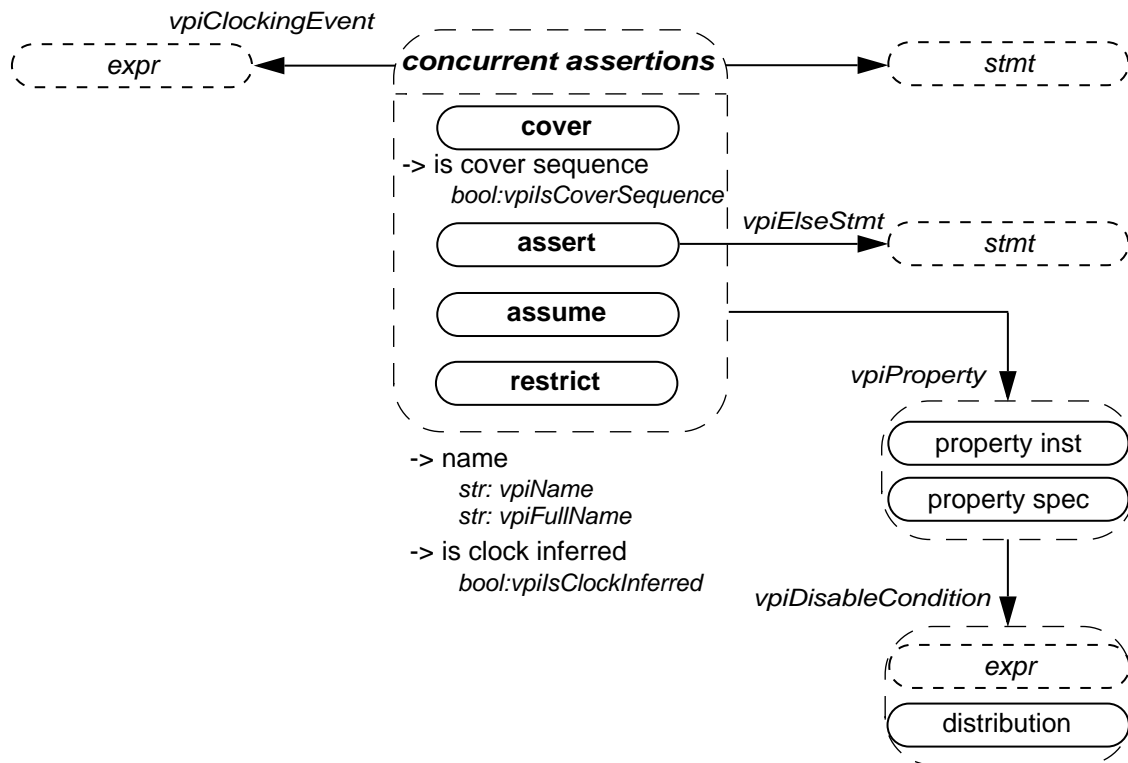 vpiClockingEvent
expr
concurrent assertions
stmt
cover
-> is cover sequence
bool:vpiIsCoverSequence
vpiElseStmt
assert
stmt
assume
restrict
vpiProperty
property inst
property spec
-> name
str: vpiName
str: vpiFullName
-> is clock inferred
bool:vpiIsClockInferred
vpiDisableCondition
expr
distribution